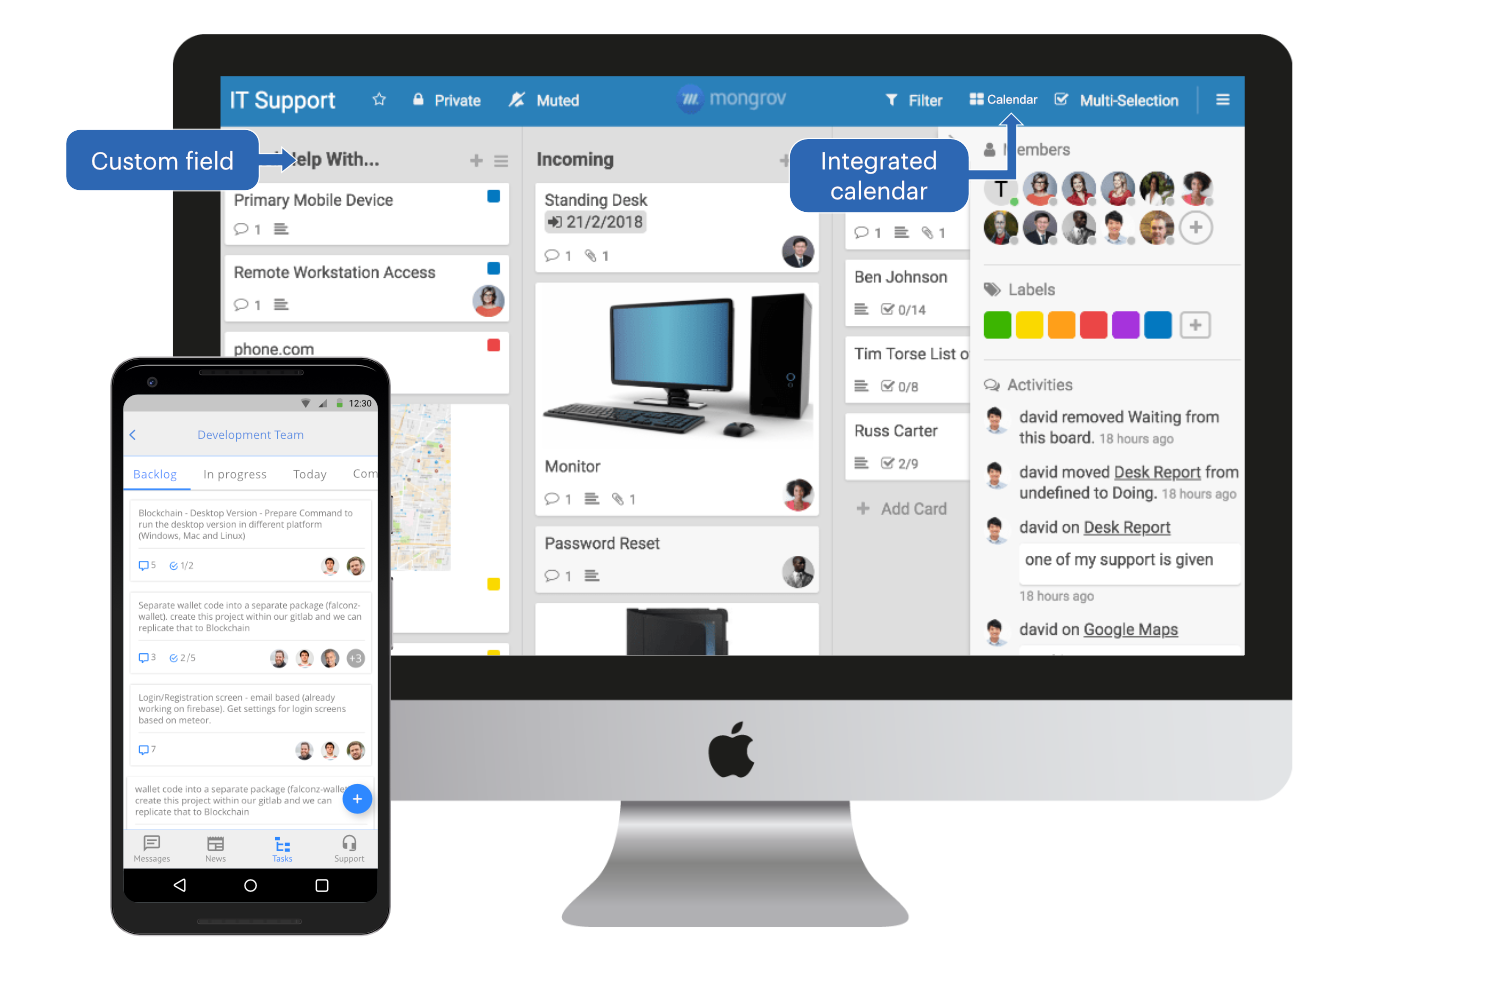 IT Support
Private
Muted
mongrov
Filter
Calendar
Multi-Selection
Custom field
Help With...
Primary Mobile Device
1
Remote Workstation Access
1
phone.com
Incoming
Standing Desk
21/2/2018
1 1
Monitor
1 1
Password Reset
1
Integrated
calendar
1 1
Ben Johnson
0/14
Tim Torse List o
0/8
Russ Carter
2/9
Add Card
Members
T
Labels
Activities
david removed Waiting from
this board. 18 hours ago
david moved Desk Report from
undefined to Doing. 18 hours ago
david on Desk Report
one of my support is given
18 hours ago
david on Google Maps
12:30
Development Team
Backlog In progress Today Com
Blockchain - Desktop Version - Prepare Command to
run the desktop version in different platform
(Windows, Mac and Linux)
5 1/2
Separate wallet code into a separate package (falconz-
wallet). create this project within our gitlab and we can
replicate that to Blockchain
3 2/5 +3
Login/Registration screen - email based (already
working on firebase). Get settings for login screens
based on meteor.
7
wallet code into a separate package (falconz-wallet
create this project within our gitlab and we can
replicate that to Blockchain
Messages News Tasks Support